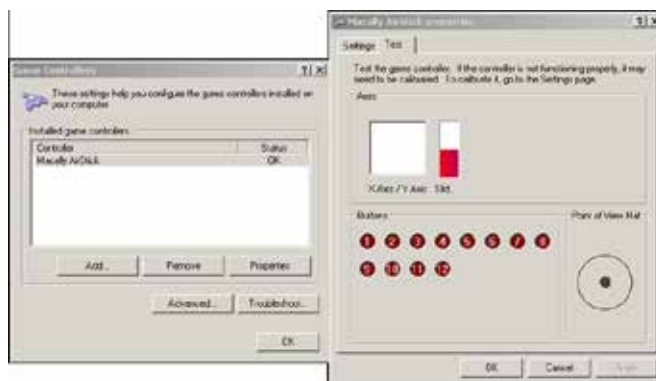 Game Controllers
These settings help you configure the game controllers installed on
your computer.
Installed game controllers
Controller Status
Macally AirStick OK
Add... Remove Properties
Advanced... Troubleshoot...
OK
Macally AirStick properties
Settings Test
Test the game controller. If the controller is not functioning properly, it may
need to be calibrated. To calibrate it, go to the Settings page.
Axes
X Axis / Y Axis
Buttons
Point of View Hat
1 2 3 4 5 6 7 8
9 10 11 12
OK Cancel Apply